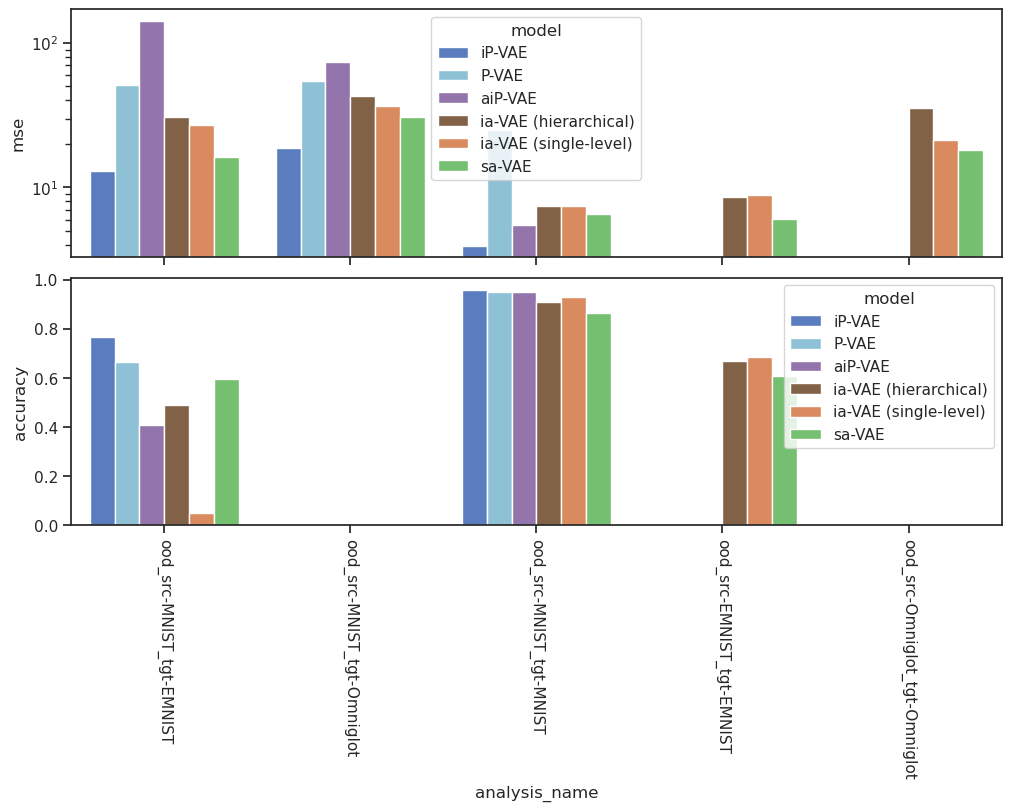 mse
10²
10¹
model
iP-VAE
P-VAE
aiP-VAE
ia-VAE (hierarchical)
ia-VAE (single-level)
sa-VAE
accuracy
1.0
0.8
0.6
0.4
0.2
0.0
model
iP-VAE
P-VAE
aiP-VAE
ia-VAE (hierarchical)
ia-VAE (single-level)
sa-VAE
ood_src-MNIST_tgt-EMNIST
ood_src-MNIST_tgt-Omniglot
ood_src-MNIST_tgt-MNIST
ood_src-EMNIST_tgt-EMNIST
ood_src-Omniglot_tgt-Omniglot
analysis_name